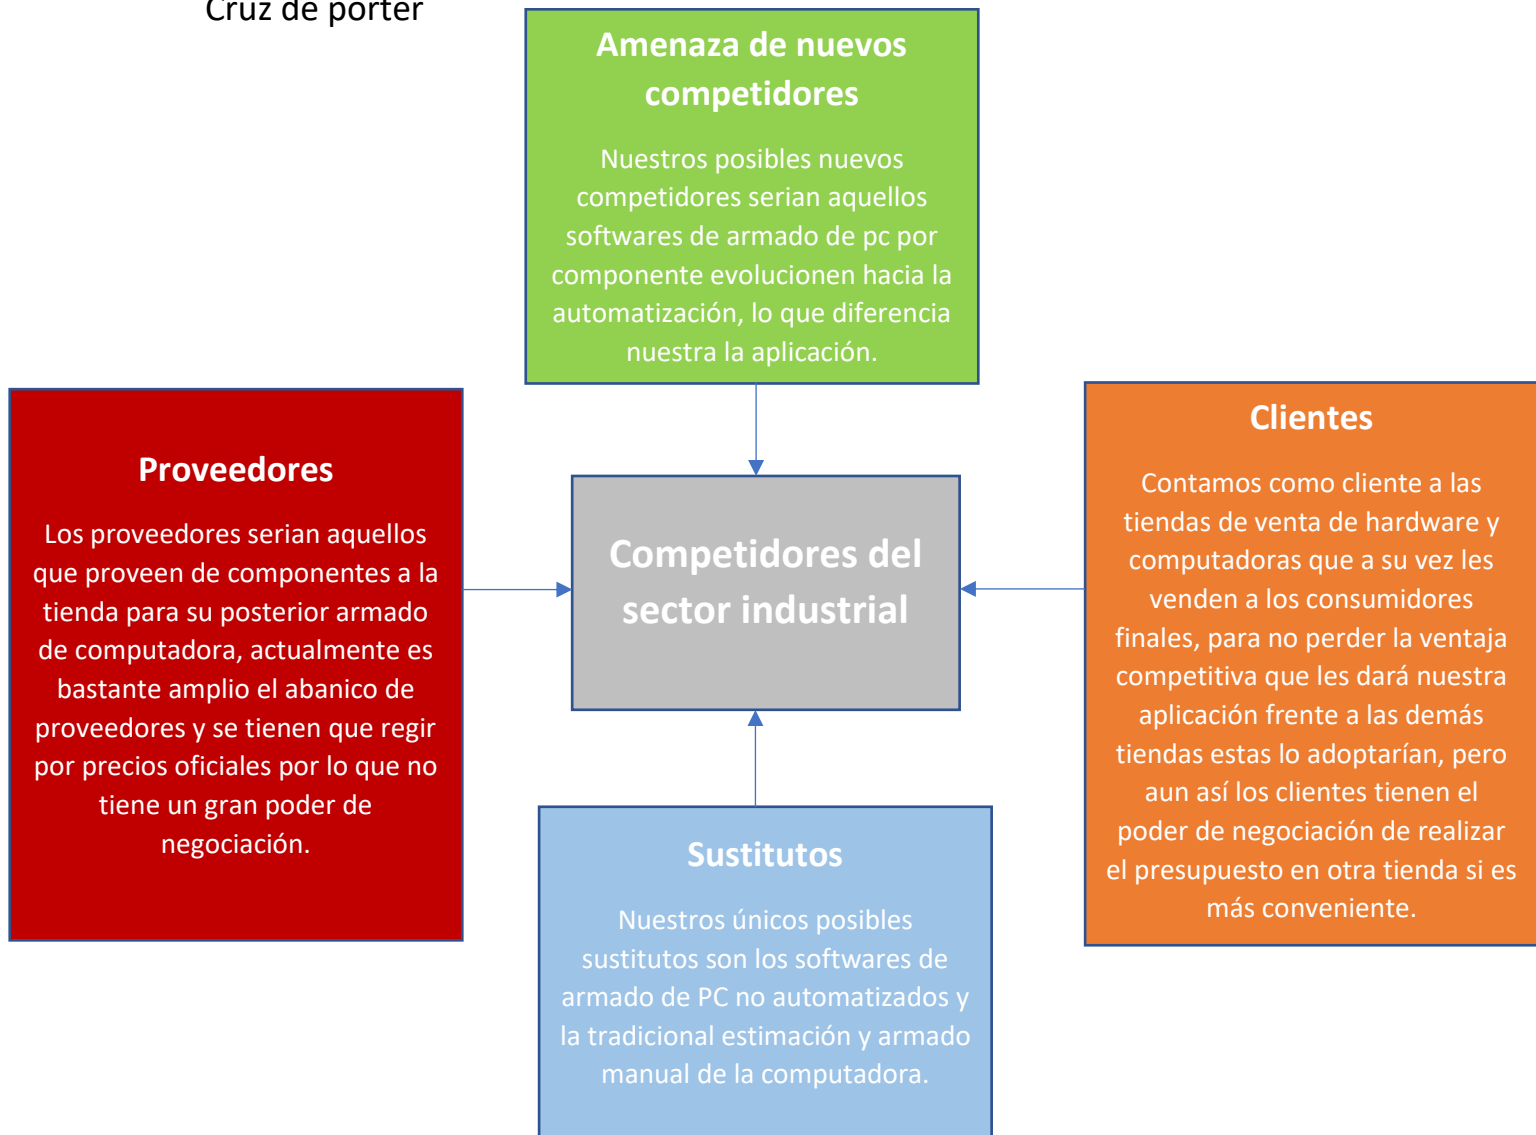 Cruz de porter
Amenaza de nuevos
competidores
Nuestros posibles nuevos
competidores serian aquellos
softwares de armado de pc por
componente evolucionen hacia la
automatización, lo que diferencia
nuestra la aplicación.
Proveedores
Los proveedores serian aquellos
que proveen de componentes a la
tienda para su posterior armado
de computadora, actualmente es
bastante amplio el abanico de
proveedores y se tienen que regir
por precios oficiales por lo que no
tiene un gran poder de
negociación.
Competidores del
sector industrial
Clientes
Contamos como cliente a las
tiendas de venta de hardware y
computadoras que a su vez les
venden a los consumidores
finales, para no perder la ventaja
competitiva que les dará nuestra
aplicación frente a las demás
tiendas estas lo adoptarían, pero
aun así los clientes tienen el
poder de negociación de realizar
el presupuesto en otra tienda si es
más conveniente.
Sustitutos
Nuestros únicos posibles
sustitutos son los softwares de
armado de PC no automatizados y
la tradicional estimación y armado
manual de la computadora.